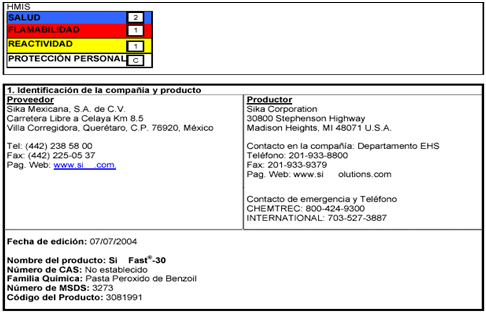 HMIS
SALUD 2
FLAMABILIDAD 1
REACTIVIDAD 1
PROTECCIÓN PERSONAL C
1. Identificación de la compañía y producto
Proveedor
Sika Mexicana, S.A. de C.V.
Carretera Libre a Celaya Km 8.5
Villa Corregidora, Querétaro, C.P. 76920, México
Tel: (442) 238 58 00
Fax: (442) 225-05 37
Pag. Web: www.si .com.
Productor
Sika Corporation
30800 Stephenson Highway
Madison Heights, MI 48071 U.S.A.
Contacto en la compañía: Departamento EHS
Teléfono: 201-933-8800
Fax: 201-933-9379
Pag. Web: www.si olutions.com
Contacto de emergencia y Teléfono
CHEMTREC: 800-424-9300
INTERNATIONAL: 703-527-3887
Fecha de edición: 07/07/2004
Nombre del producto: Si Fast®-30
Número de CAS: No establecido
Familia Quimica: Pasta Peroxido de Benzoil
Número de MSDS: 3273
Código del Producto: 3081991